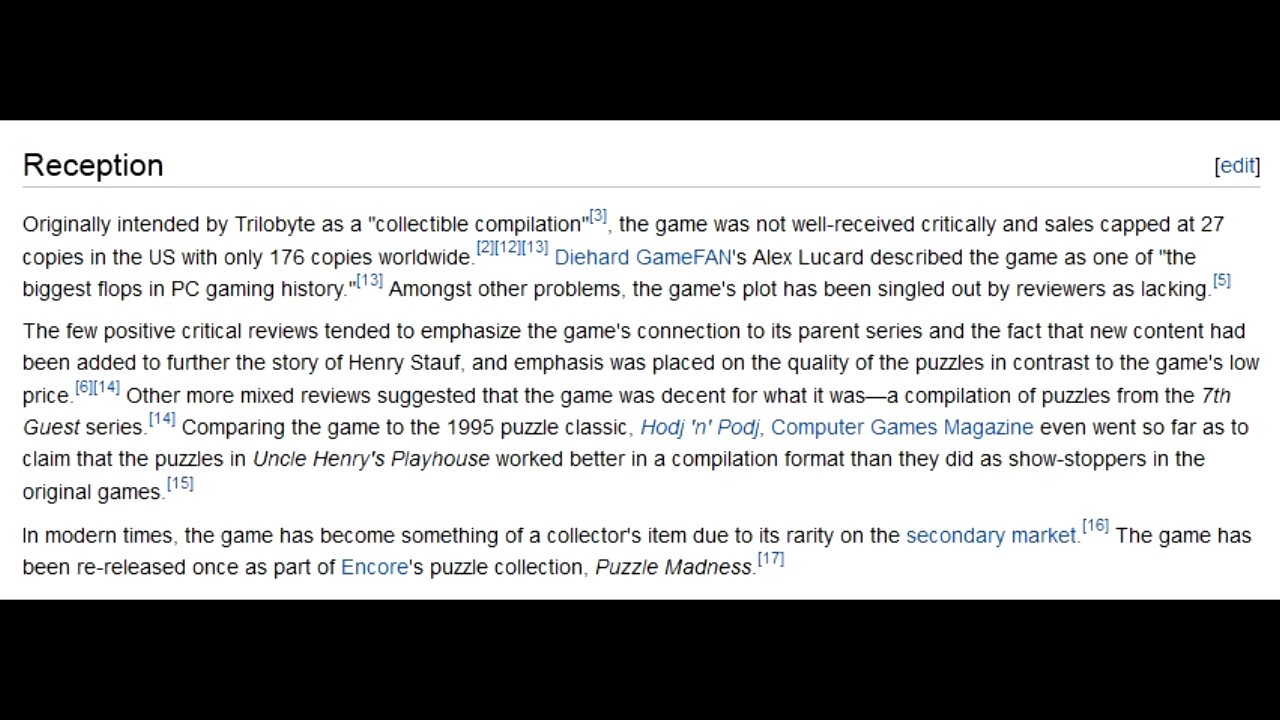 Reception
[edit]
Originally intended by Trilobyte as a "collectible compilation"[3], the game was not well-received critically and sales capped at 27
copies in the US with only 176 copies worldwide.[2][12][13] Diehard GameFAN's Alex Lucard described the game as one of "the
biggest flops in PC gaming history."[13] Amongst other problems, the game's plot has been singled out by reviewers as lacking.[5]
The few positive critical reviews tended to emphasize the game's connection to its parent series and the fact that new content had
been added to further the story of Henry Stauf, and emphasis was placed on the quality of the puzzles in contrast to the game's low
price.[6][14] Other more mixed reviews suggested that the game was decent for what it was—a compilation of puzzles from the 7th
Guest series.[14] Comparing the game to the 1995 puzzle classic, Hodj 'n' Podj, Computer Games Magazine even went so far as to
claim that the puzzles in Uncle Henry's Playhouse worked better in a compilation format than they did as show-stoppers in the
original games.[15]
In modern times, the game has become something of a collector's item due to its rarity on the secondary market.[16] The game has
been re-released once as part of Encore's puzzle collection, Puzzle Madness.[17]